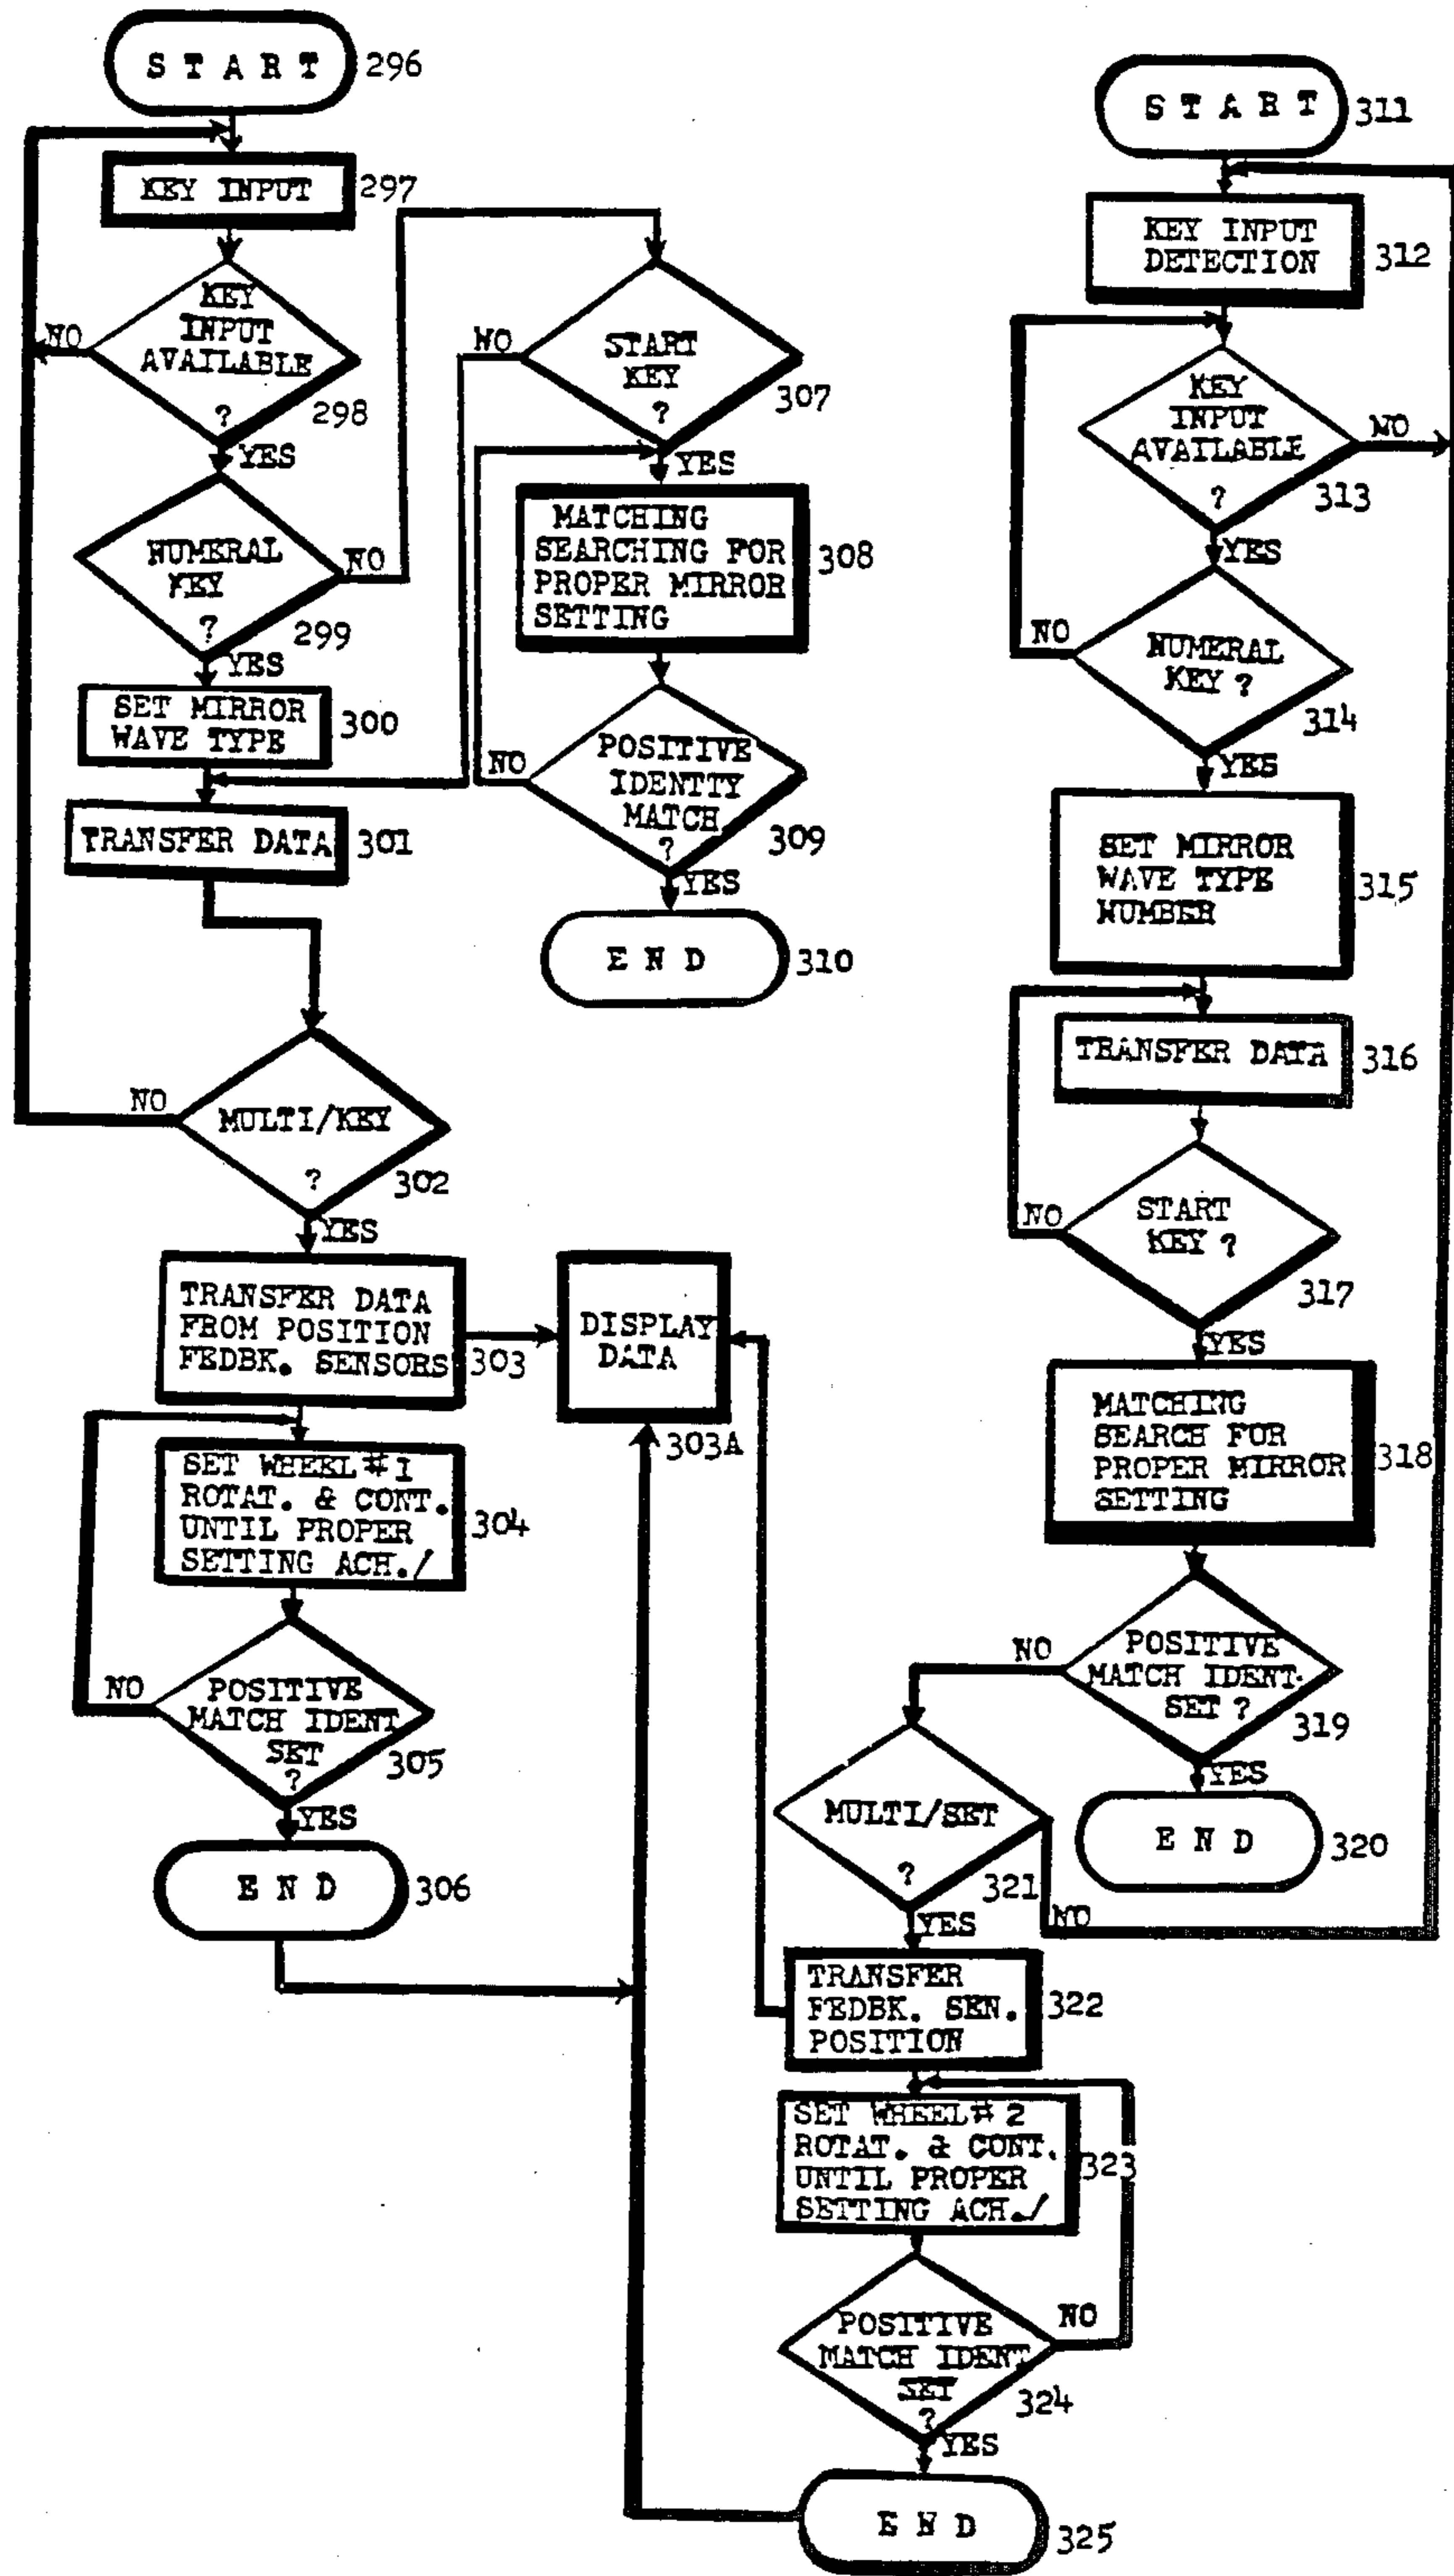 START 296
KEY INPUT 297
KEY
INPUT
AVAILABLE
? 298
NO
YES
NUMERAL
KEY
? 299
NO
YES
SET MIRROR
WAVE TYPE 300
TRANSFER DATA 301
MULTI/KEY
? 302
NO
YES
TRANSFER DATA
FROM POSITION
FEDBK. SENSORS 303
DISPLAY
DATA
303A
SET WHEEL #1
ROTAT. & CONT.
UNTIL PROPER
SETTING ACH./ 304
POSITIVE
MATCH IDENT
SET
? 305
NO
YES
END 306
START
KEY
? 307
NO
YES
MATCHING
SEARCHING FOR
PROPER MIRROR
SETTING 308
POSITIVE
IDENTITY
MATCH
? 309
NO
YES
END 310
START 311
KEY INPUT
DETECTION 312
KEY
INPUT
AVAILABLE
? 313
NO
YES
NUMERAL
KEY ? 314
NO
YES
SET MIRROR
WAVE TYPE
NUMBER 315
TRANSFER DATA 316
START
KEY ? 317
NO
YES
MATCHING
SEARCH FOR
PROPER MIRROR
SETTING 318
POSITIVE
MATCH IDENT.
SET ? 319
NO
YES
END 320
MULTI/SET
? 321
NO
YES
TRANSFER
FEDBK. SEN.
POSITION 322
SET WHEEL # 2
ROTAT. & CONT.
UNTIL PROPER
SETTING ACH./ 323
POSITIVE
MATCH IDENT
SET
? 324
NO
YES
END 325